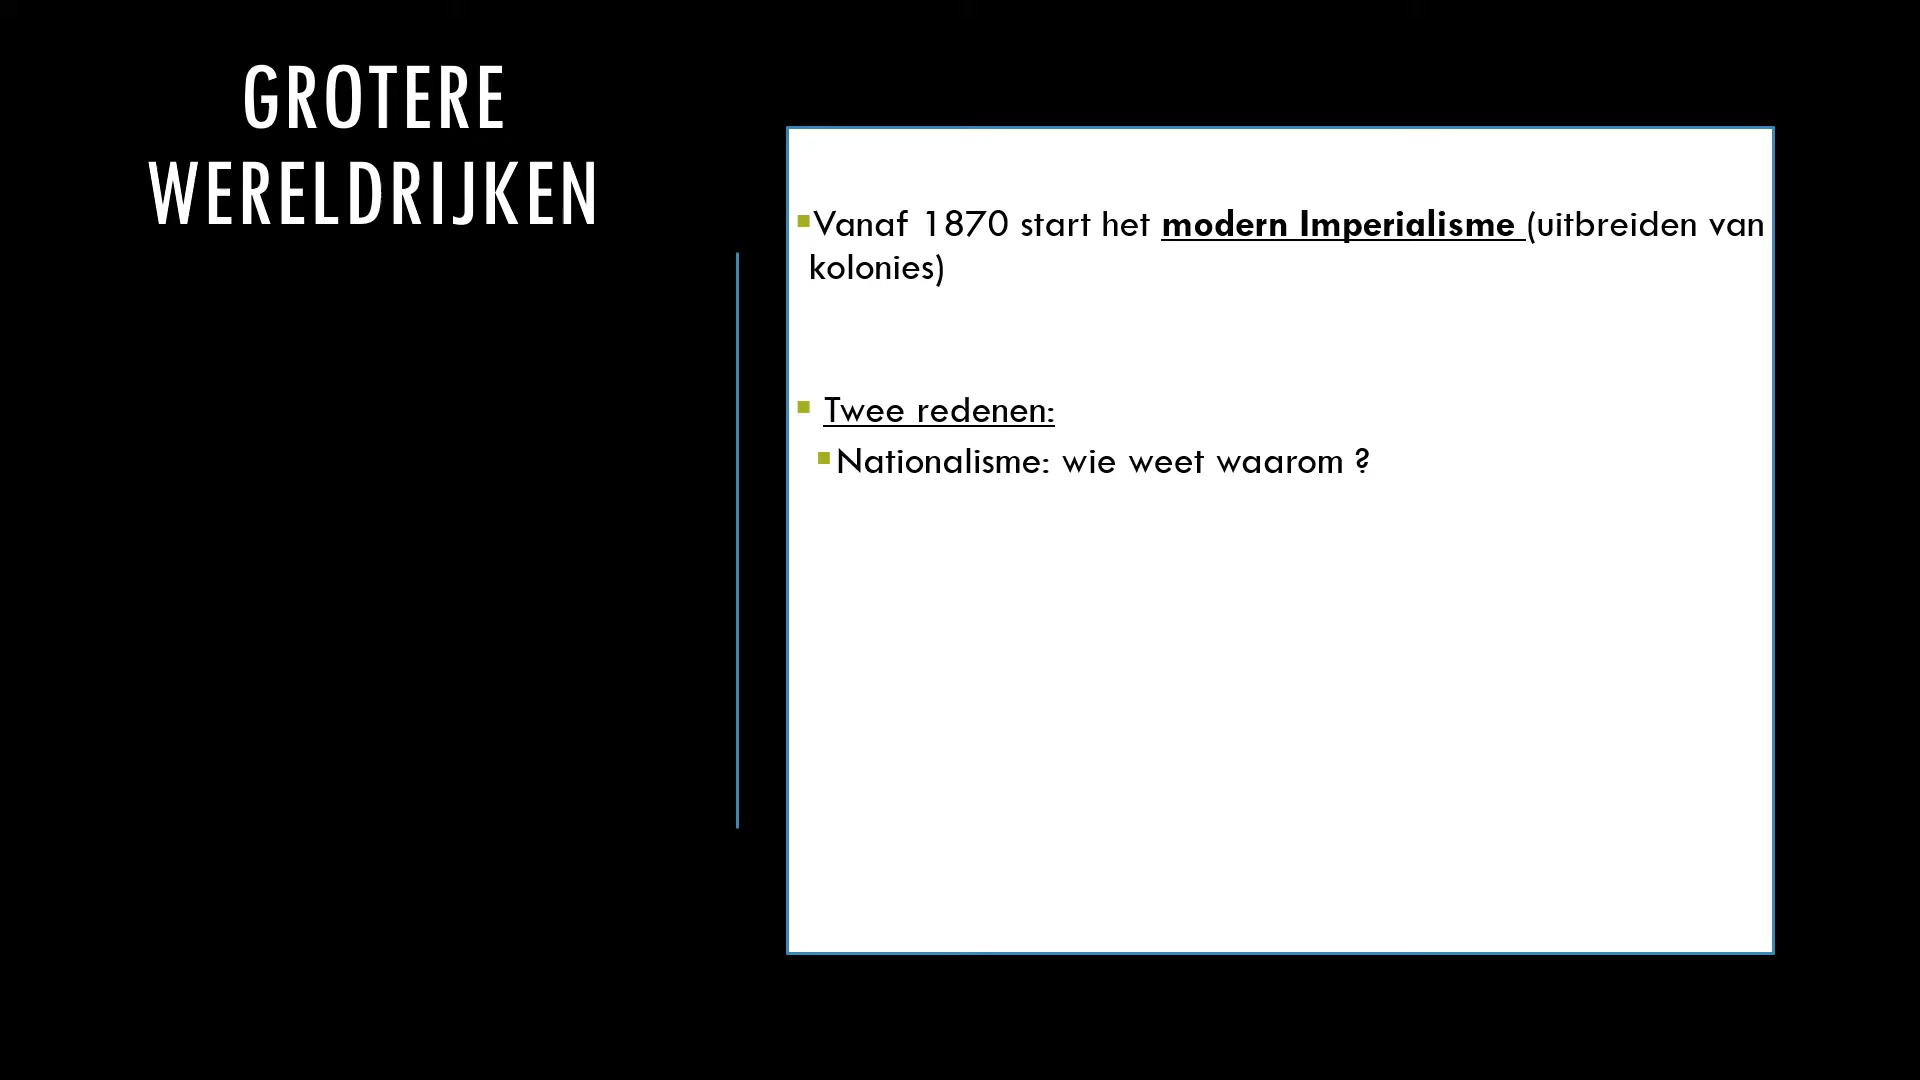 GROTERE
WERELDRIJKEN
▪Vanaf 1870 start het modern Imperialisme (uitbreiden van
kolonies)
▪ Twee redenen:
▪Nationalisme: wie weet waarom ?